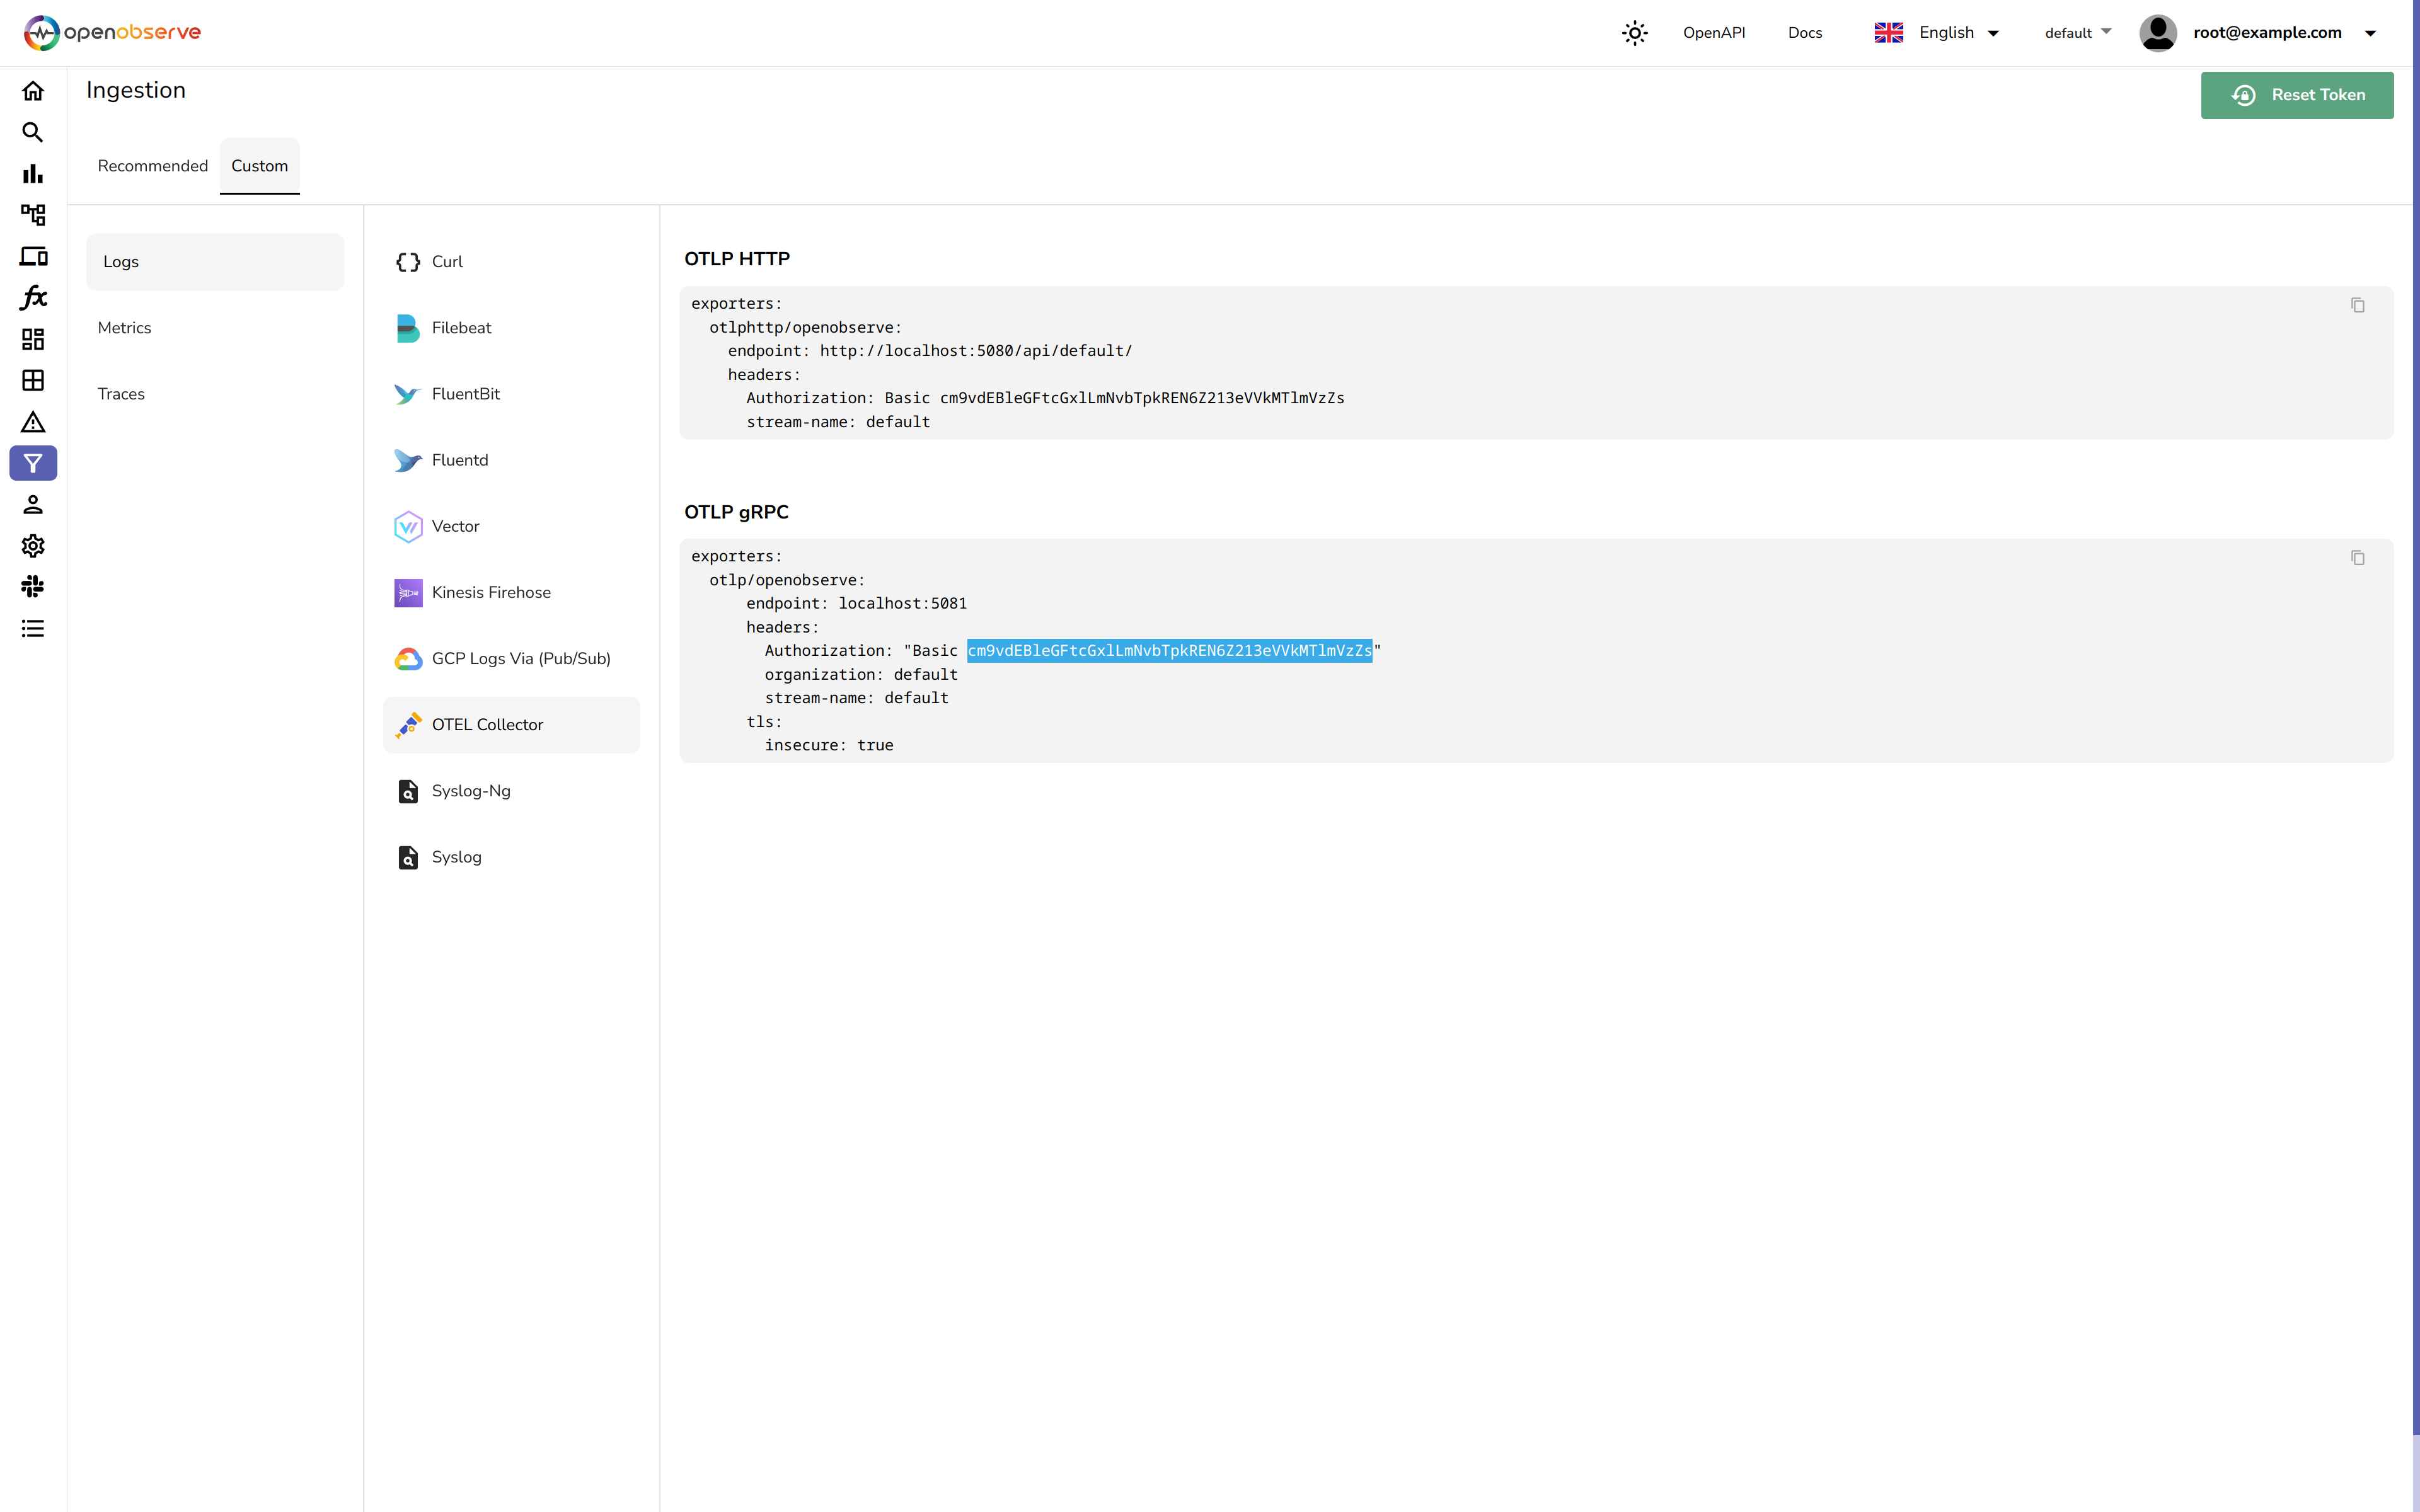 openobserve
OpenAPI
Docs
English
default
root@example.com
Ingestion
Reset Token
Recommended
Custom
Logs
Metrics
Traces
Curl
Filebeat
FluentBit
Fluentd
Vector
Kinesis Firehose
GCP Logs Via (Pub/Sub)
OTEL Collector
Syslog-Ng
Syslog
OTLP HTTP
exporters:
  otlphttp/openobserve:
    endpoint: http://localhost:5080/api/default/
    headers:
      Authorization: Basic cm9vdEBleGFtcGxlLmNvbTpkREN6Z213eVVkMTlmVzZs
      stream-name: default
OTLP gRPC
exporters:
  otlp/openobserve:
      endpoint: localhost:5081
      headers:
        Authorization: "Basic cm9vdEBleGFtcGxlLmNvbTpkREN6Z213eVVkMTlmVzZs"
        organization: default
        stream-name: default
      tls:
        insecure: true